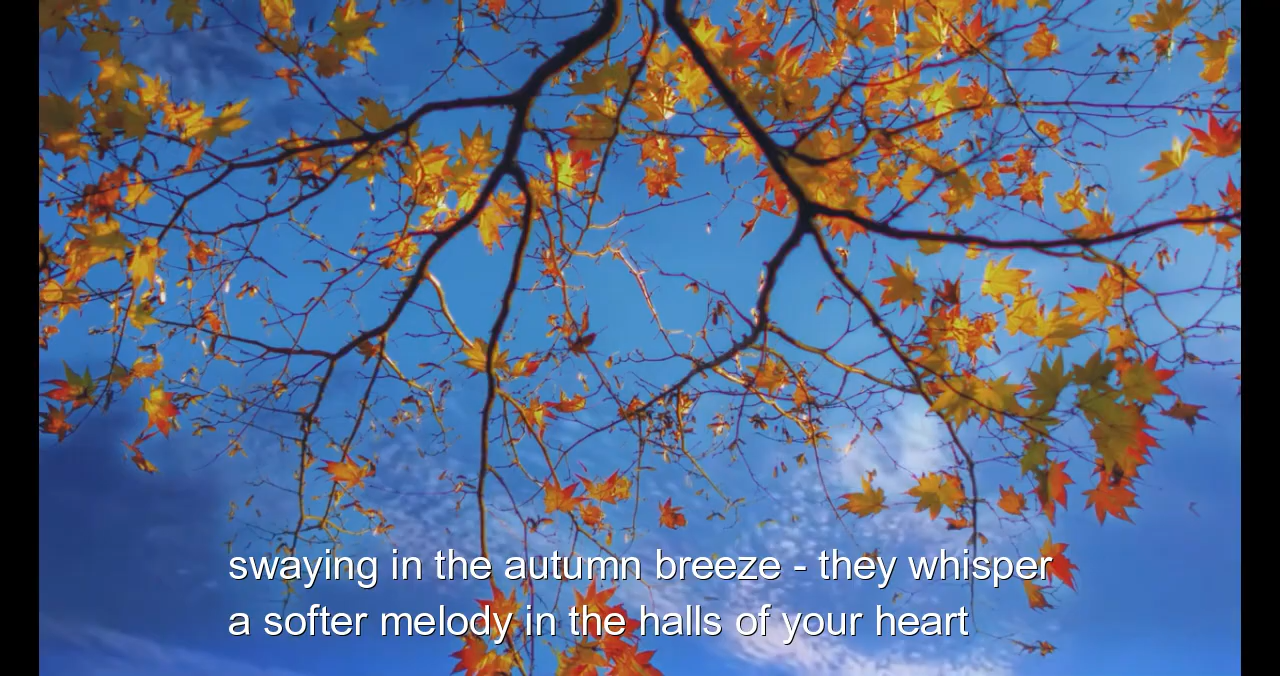 swaying in the autumn breeze - they whisper
a softer melody in the halls of your heart